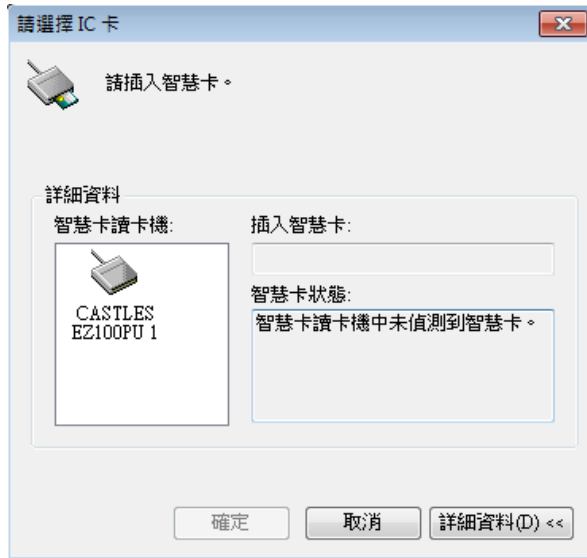 請選擇 IC 卡
請插入智慧卡。
詳細資料
智慧卡讀卡機:
插入智慧卡:
CASTLES
EZ100PU 1
智慧卡狀態:
智慧卡讀卡機中未偵測到智慧卡。
確定
取消
詳細資料(D) <<